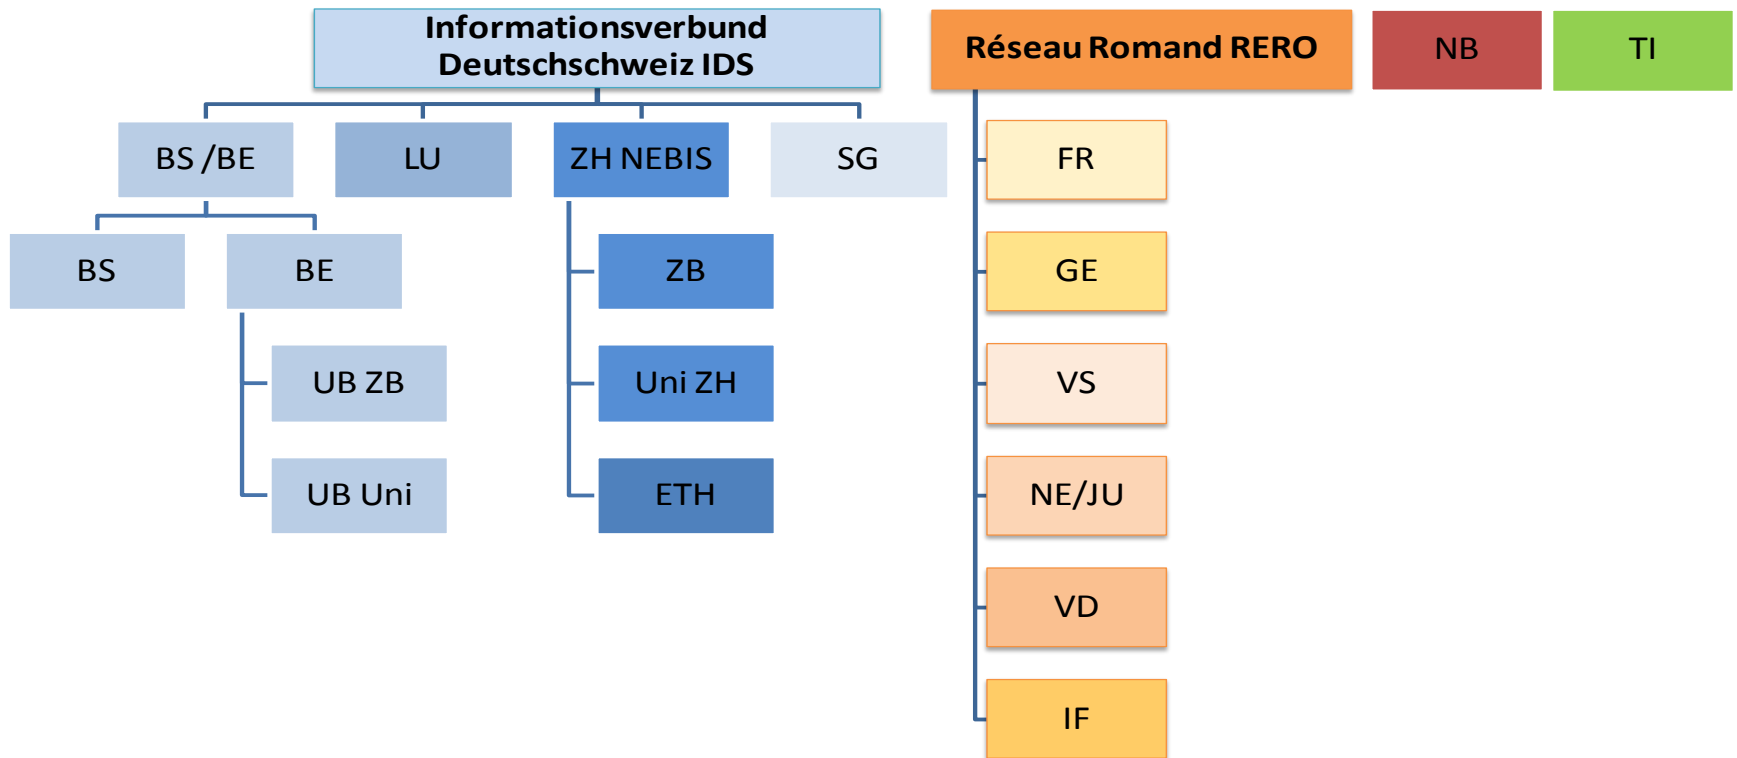 Informationsverbund
Deutschschweiz IDS
Réseau Romand RERO
NB
TI
BS /BE
LU
ZH NEBIS
SG
FR
BS
BE
ZB
GE
UB ZB
Uni ZH
VS
UB Uni
ETH
NE/JU
VD
IF